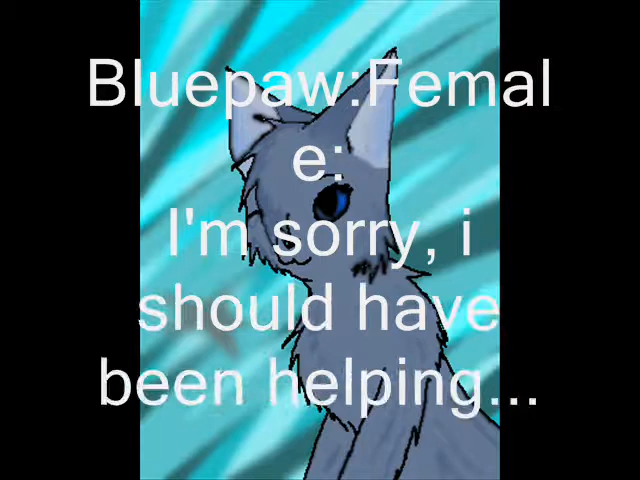 Bluepaw:Femal
e:
I'm sorry, i
should have
been helping...